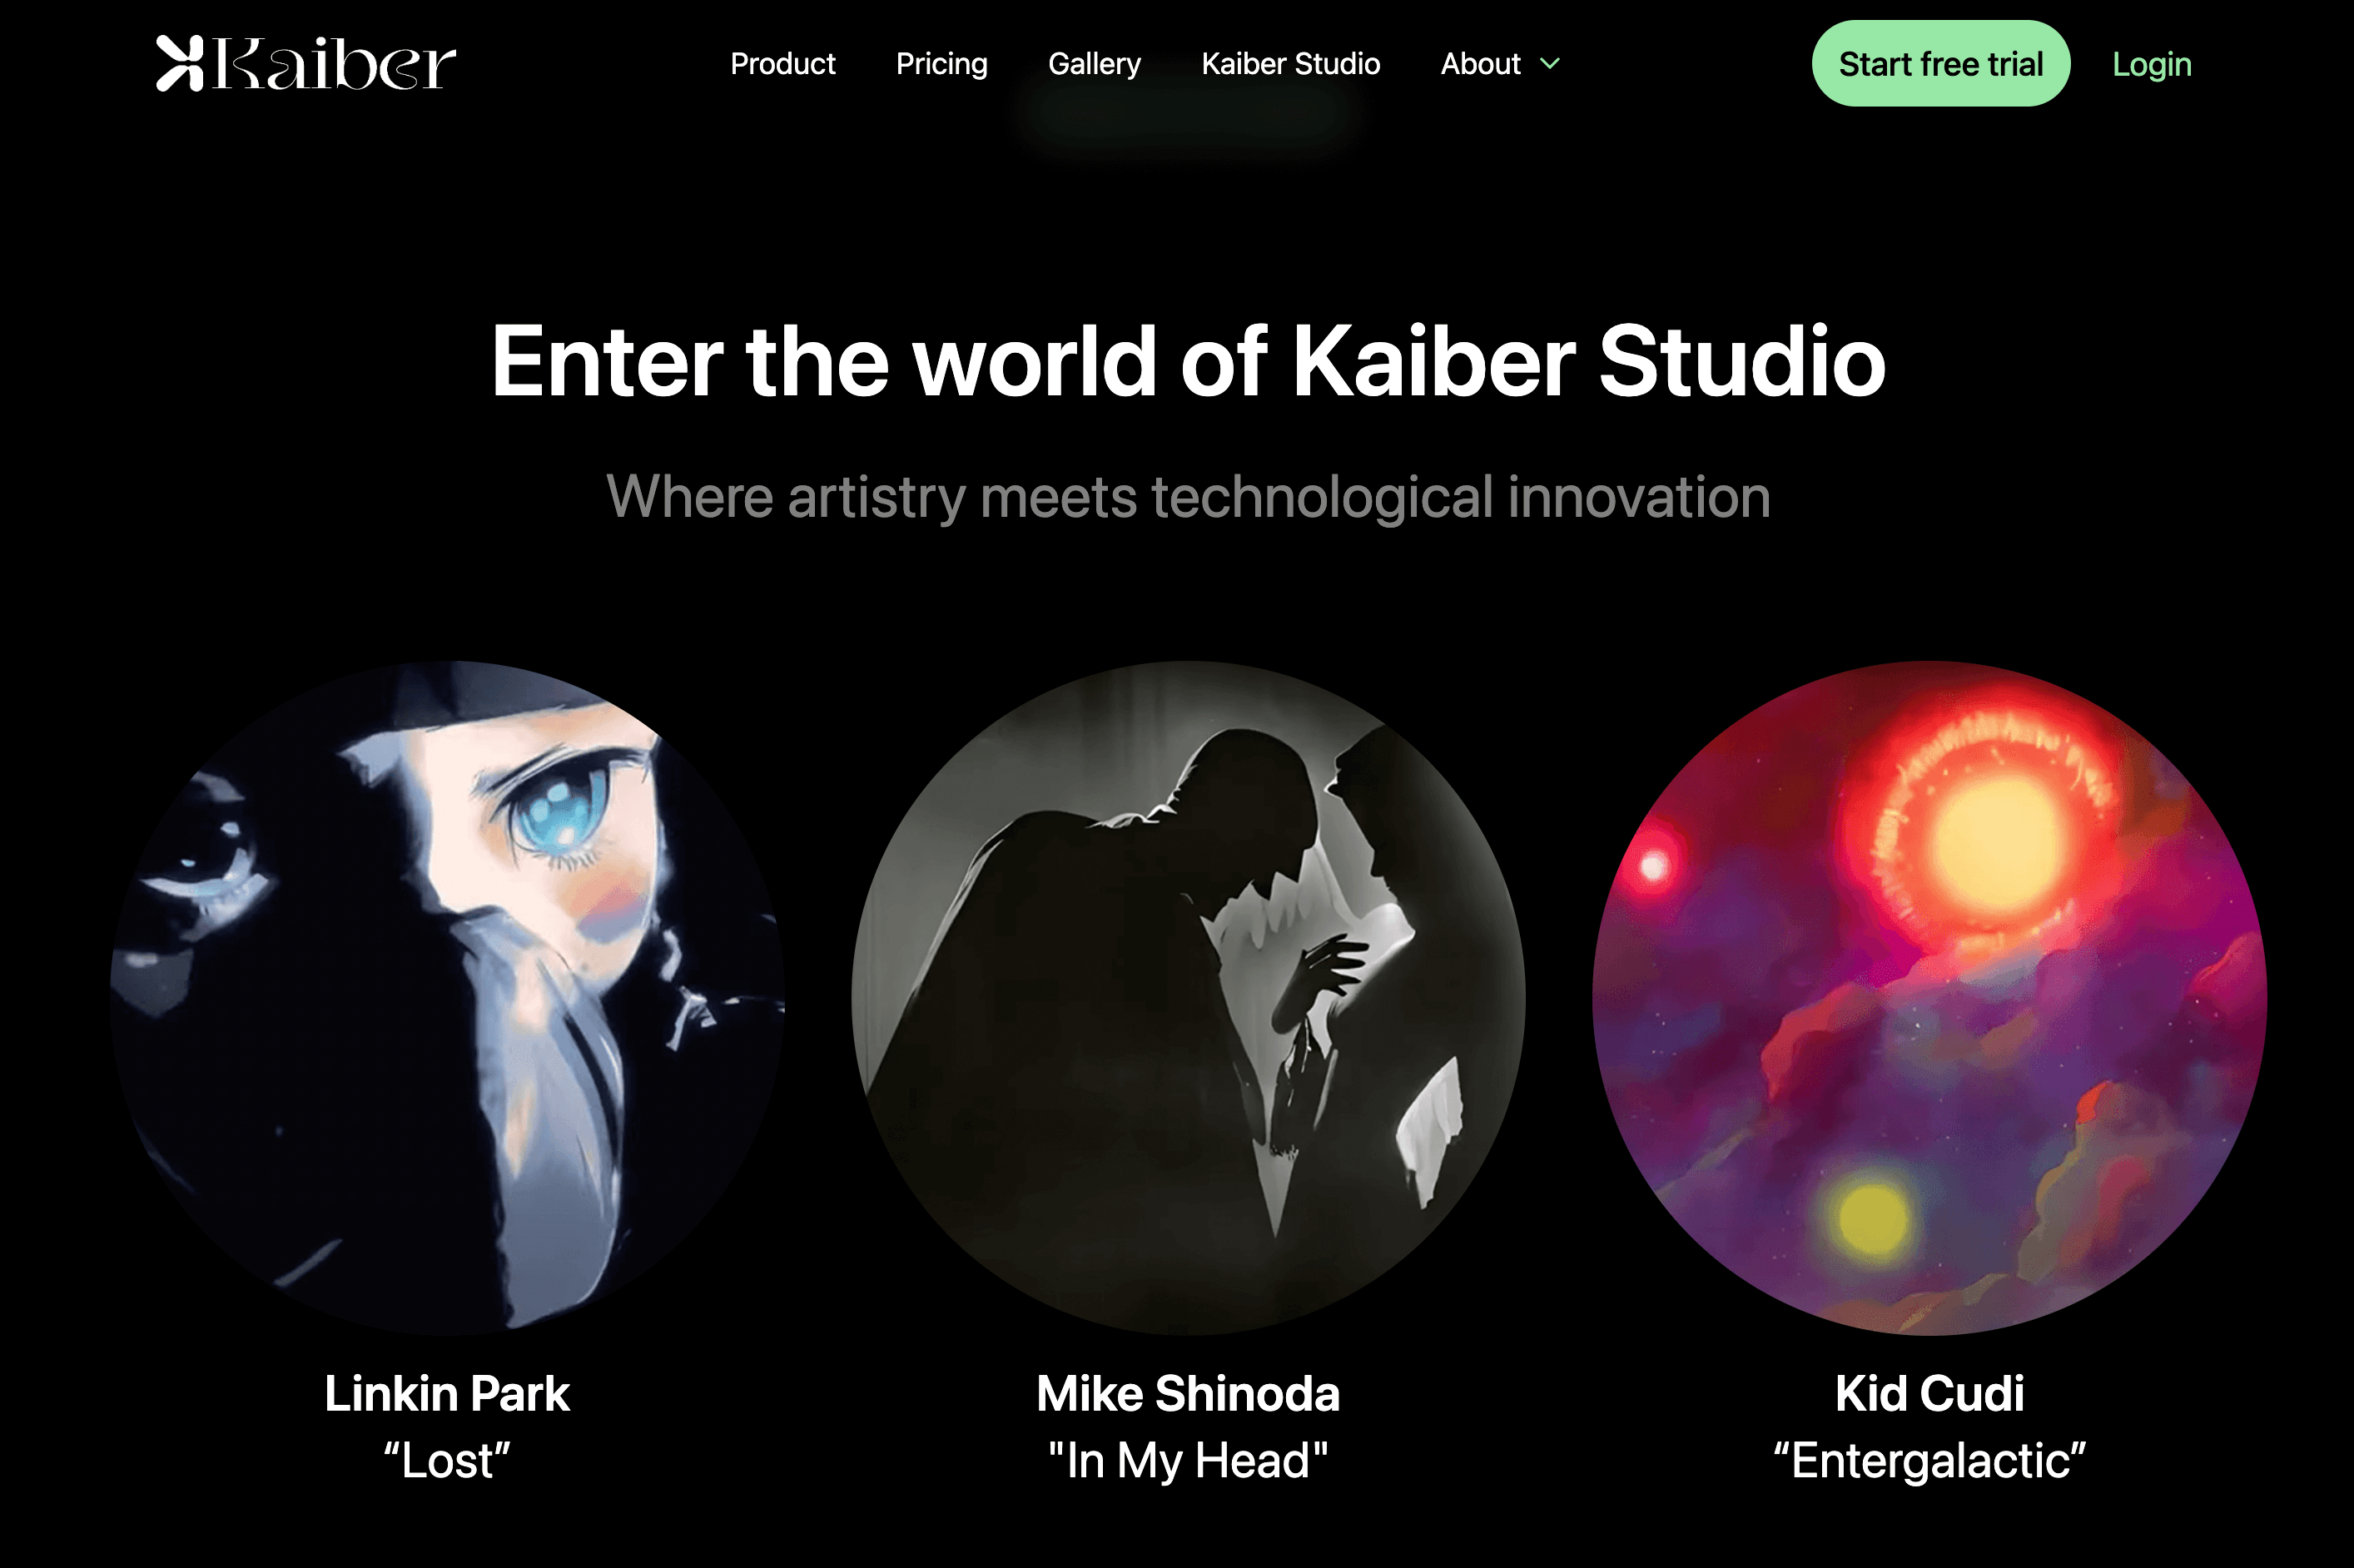 Kaiber
Product Pricing Gallery Kaiber Studio About
Start free trial Login
Enter the world of Kaiber Studio
Where artistry meets technological innovation
Linkin Park
“Lost”
Mike Shinoda
"In My Head"
Kid Cudi
“Entergalactic”